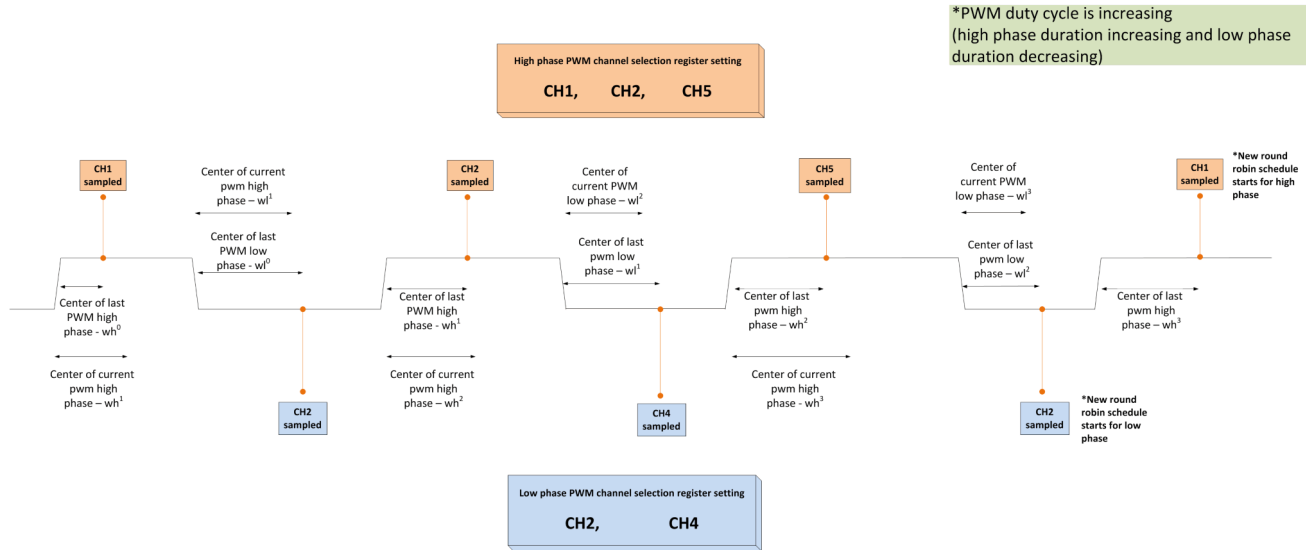 *PWM duty cycle is increasing
(high phase duration increasing and low phase
duration decreasing)
High phase PWM channel selection register setting
CH1, CH2, CH5
CH1
sampled
Center of current
pwm high
phase – wl¹
CH2
sampled
Center of
current PWM
low phase – wl²
CH5
sampled
Center of
current PWM
low phase – wl³
CH1
sampled
*New round
robin schedule
starts for high
phase
Center of last
PWM low
phase - wl⁰
Center of last
pwm low
phase – wl¹
Center of last
pwm low
phase – wl²
Center of last
PWM high
phase - wh⁰
Center of last
PWM high
phase - wh¹
Center of last
pwm high
phase – wh²
Center of last
pwm high
phase – wh³
Center of current
pwm high
phase – wh¹
Center of current
pwm high
phase – wh²
Center of current
pwm high
phase - wh³
CH2
sampled
CH4
sampled
CH2
sampled
*New round
robin schedule
starts for low
phase
Low phase PWM channel selection register setting
CH2, CH4